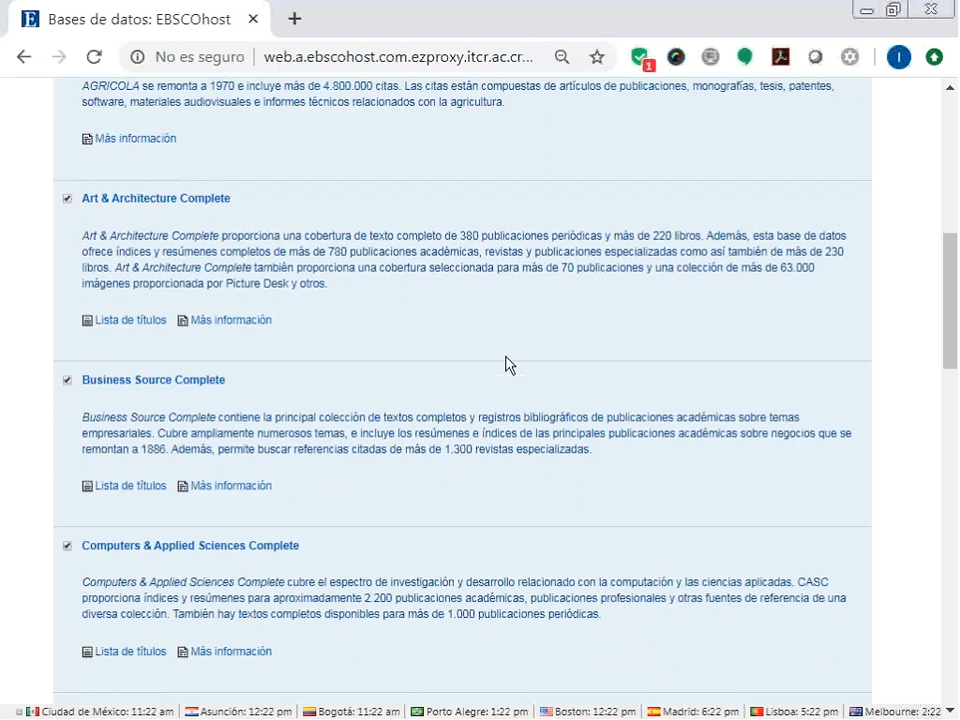 Bases de datos: EBSCOhost
No es seguro
web.a.ebscohost.com.ezproxy.itcr.ac.cr...
1
I
AGRICOLA se remonta a 1970 e incluye más de 4.800.000 citas. Las citas están compuestas de artículos de publicaciones, monografías, tesis, patentes,
software, materiales audiovisuales e informes técnicos relacionados con la agricultura.
Más información
Art & Architecture Complete
Art & Architecture Complete proporciona una cobertura de texto completo de 380 publicaciones periódicas y más de 220 libros. Además, esta base de datos
ofrece índices y resúmenes completos de más de 780 publicaciones académicas, revistas y publicaciones especializadas como así también de más de 230
libros. Art & Architecture Complete también proporciona una cobertura seleccionada para más de 70 publicaciones y una colección de más de 63.000
imágenes proporcionada por Picture Desk y otros.
Lista de títulos Más información
Business Source Complete
Business Source Complete contiene la principal colección de textos completos y registros bibliográficos de publicaciones académicas sobre temas
empresariales. Cubre ampliamente numerosos temas, e incluye los resúmenes e índices de las principales publicaciones académicas sobre negocios que se
remontan a 1886. Además, permite buscar referencias citadas de más de 1.300 revistas especializadas.
Lista de títulos Más información
Computers & Applied Sciences Complete
Computers & Applied Sciences Complete cubre el espectro de investigación y desarrollo relacionado con la computación y las ciencias aplicadas. CASC
proporciona índices y resúmenes para aproximadamente 2.200 publicaciones académicas, publicaciones profesionales y otras fuentes de referencia de una
diversa colección. También hay textos completos disponibles para más de 1.000 publicaciones periódicas.
Lista de títulos Más información
Ciudad de México: 11:22 am Asunción: 12:22 pm Bogotá: 11:22 am Porto Alegre: 1:22 pm Boston: 12:22 pm Madrid: 6:22 pm Lisboa: 5:22 pm Melbourne: 2:22